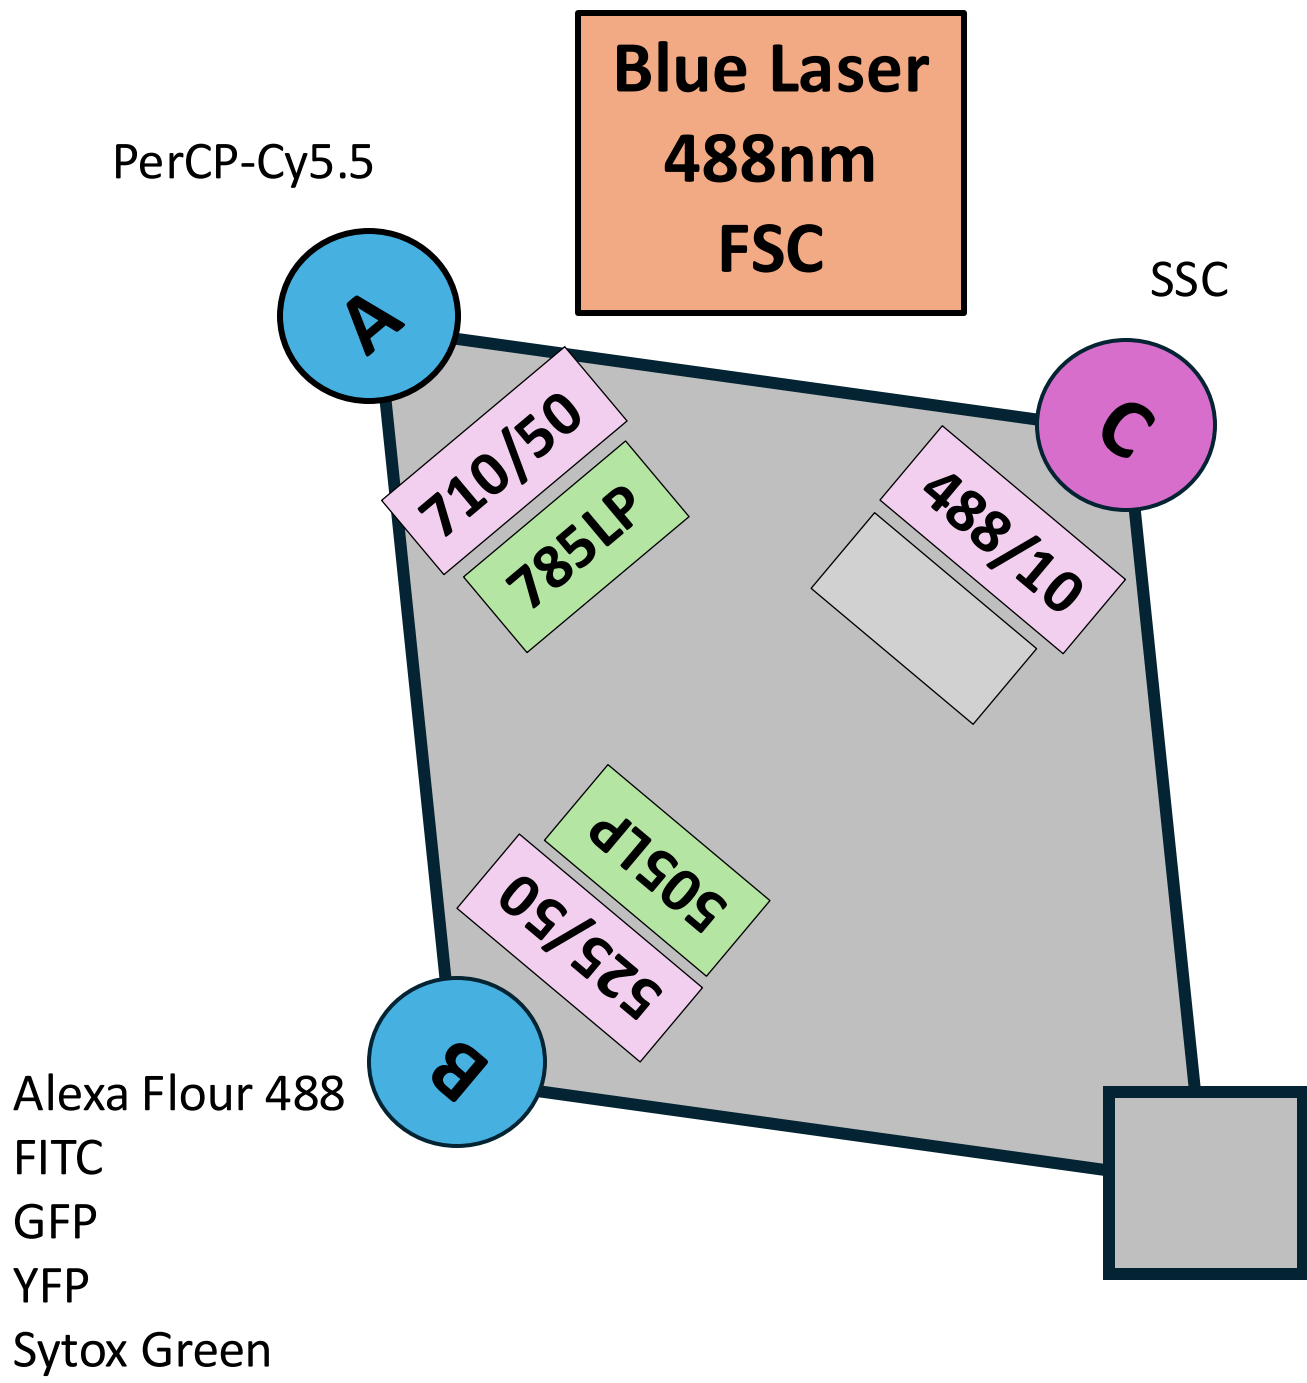 Blue Laser
488nm
FSC
PerCP-Cy5.5
SSC
A
C
710/50
785LP
488/10
505LP
525/50
B
Alexa Flour 488
FITC
GFP
YFP
Sytox Green